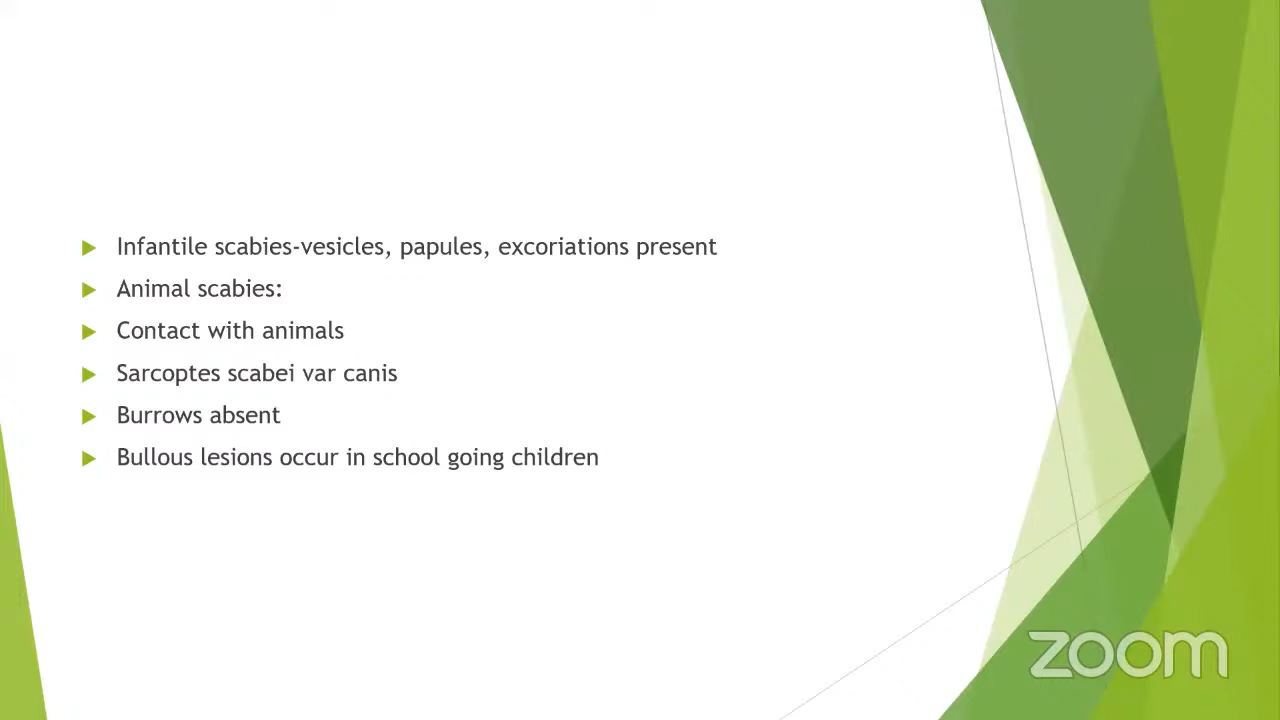 Infantile scabies-vesicles, papules, excoriations present
Animal scabies:
Contact with animals
Sarcoptes scabei var canis
Burrows absent
Bullous lesions occur in school going children
zoom